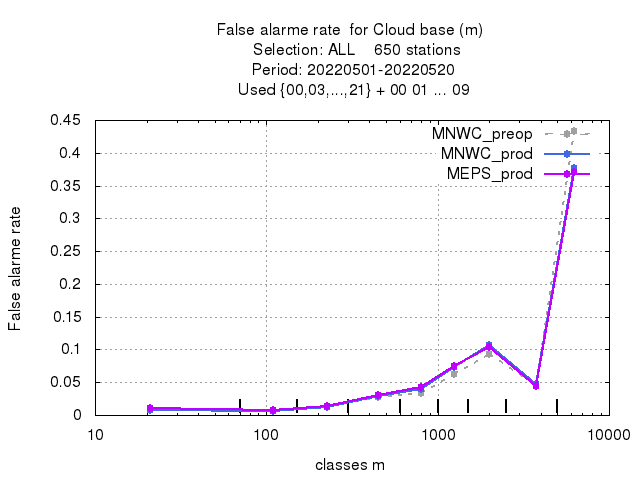 False alarme rate  for Cloud base (m)
Selection: ALL    650 stations
Period: 20220501-20220520
Used {00,03,...,21} + 00 01 ... 09
MNWC_preop
MNWC_prod
MEPS_prod
False alarme rate
0.45
0.4
0.35
0.3
0.25
0.2
0.15
0.1
0.05
0
10
100
1000
10000
classes m